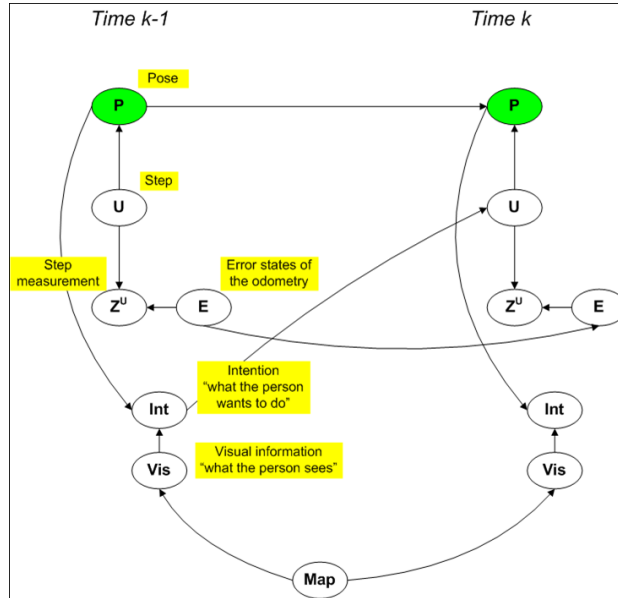 Time k-1
Time k
Pose
P
P
Step
U
U
Step
measurement
Error states of
the odometry
Z^U
E
Z^U
E
Intention
“what the person
wants to do”
Int
Int
Visual information
“what the person sees”
Vis
Vis
Map